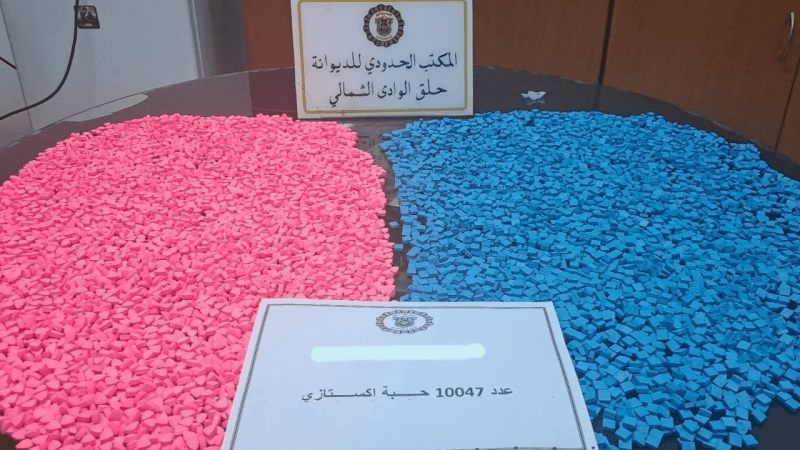 المكتب الحدودي للديوانة
حلق الوادي الشمالي
عدد 10047 حبة اكستازي